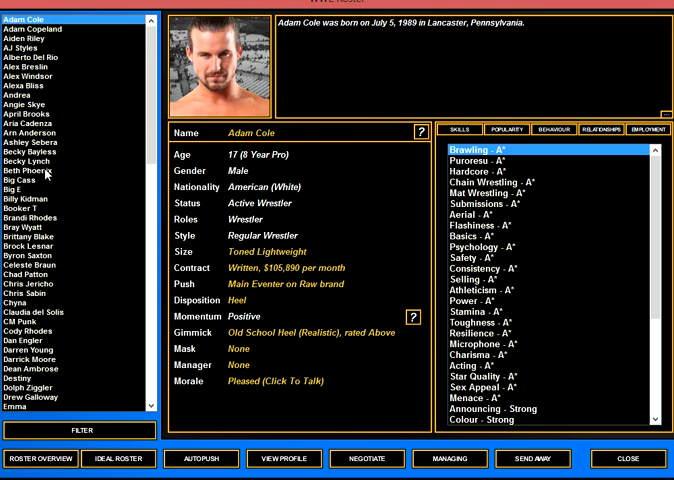 WWE Roster
Adam Cole
Adam Copeland
Aiden Riley
AJ Styles
Alberto Del Rio
Alex Breslin
Alex Windsor
Alexa Bliss
Andrea
Angie Skye
April Brooks
Aria Cadenza
Arn Anderson
Ashley Sebera
Becky Bayless
Becky Lynch
Beth Phoenix
Big Cass
Big E
Billy Kidman
Booker T
Brandi Rhodes
Bray Wyatt
Brittany Blake
Brock Lesnar
Byron Saxton
Celeste Braun
Chad Patton
Chris Jericho
Chris Sabin
Chyna
Claudia del Solis
CM Punk
Cody Rhodes
Dan Engler
Darren Young
Darrick Moore
Dean Ambrose
Destiny
Dolph Ziggler
Drew Galloway
Emma
FILTER
Adam Cole was born on July 5, 1989 in Lancaster, Pennsylvania.
...
Name Adam Cole ?
Age 17 (8 Year Pro)
Gender Male
Nationality American (White)
Status Active Wrestler
Roles Wrestler
Style Regular Wrestler
Size Toned Lightweight
Contract Written, $105,890 per month
Push Main Eventer on Raw brand
Disposition Heel
Momentum Positive ?
Gimmick Old School Heel (Realistic), rated Above
Mask None
Manager None
Morale Pleased (Click To Talk)
SKILLS POPULARITY BEHAVIOUR RELATIONSHIPS EMPLOYMENT
Brawling - A*
Puroresu - A*
Hardcore - A*
Chain Wrestling - A*
Mat Wrestling - A*
Submissions - A*
Aerial - A*
Flashiness - A*
Basics - A*
Psychology - A*
Safety - A*
Consistency - A*
Selling - A*
Athleticism - A*
Power - A*
Stamina - A*
Toughness - A*
Resilience - A*
Microphone - A*
Charisma - A*
Acting - A*
Star Quality - A*
Sex Appeal - A*
Menace - A*
Announcing - Strong
Colour - Strong
ROSTER OVERVIEW IDEAL ROSTER AUTOPUSH VIEW PROFILE NEGOTIATE MANAGING SEND AWAY CLOSE